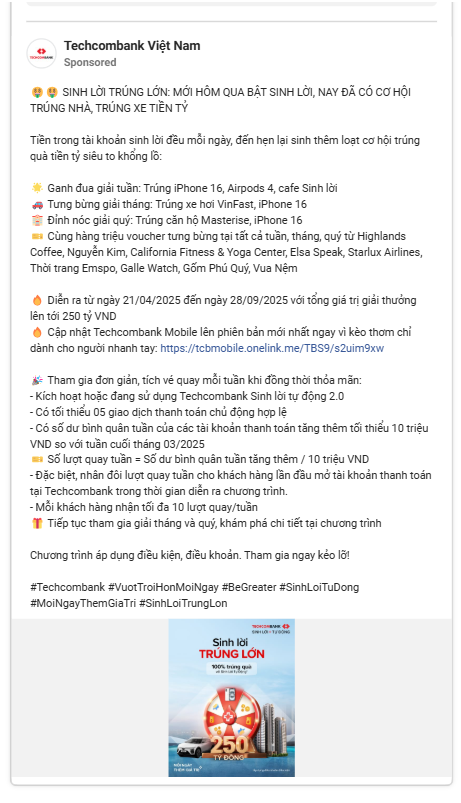 Techcombank Việt Nam
Sponsored
🤑 🤑 SINH LỜI TRÚNG LỚN: MỚI HÔM QUA BẬT SINH LỜI, NAY ĐÃ CÓ CƠ HỘI
TRÚNG NHÀ, TRÚNG XE TIỀN TỶ
Tiền trong tài khoản sinh lời đều mỗi ngày, đến hẹn lại sinh thêm loạt cơ hội trúng
quà tiền tỷ siêu to khổng lồ:
🌟 Ganh đua giải tuần: Trúng iPhone 16, Airpods 4, cafe Sinh lời
🚗 Tưng bừng giải tháng: Trúng xe hơi VinFast, iPhone 16
🏠 Đỉnh nóc giải quý: Trúng căn hộ Masterise, iPhone 16
🎫 Cùng hàng triệu voucher tưng bừng tại tất cả tuần, tháng, quý từ Highlands
Coffee, Nguyễn Kim, California Fitness & Yoga Center, Elsa Speak, Starlux Airlines,
Thời trang Emspo, Galle Watch, Gốm Phú Quý, Vua Nệm
🔥 Diễn ra từ ngày 21/04/2025 đến ngày 28/09/2025 với tổng giá trị giải thưởng
lên tới 250 tỷ VND
🔥 Cập nhật Techcombank Mobile lên phiên bản mới nhất ngay vì kèo thơm chỉ
dành cho người nhanh tay: https://tcbmobile.onelink.me/TBS9/s2uim9xw
🎉 Tham gia đơn giản, tích vé quay mỗi tuần khi đồng thời thỏa mãn:
- Kích hoạt hoặc đang sử dụng Techcombank Sinh lời tự động 2.0
- Có tối thiểu 05 giao dịch thanh toán chủ động hợp lệ
- Có số dư bình quân tuần của các tài khoản thanh toán tăng thêm tối thiểu 10 triệu
VND so với tuần cuối tháng 03/2025
🎫 Số lượt quay tuần = Số dư bình quân tuần tăng thêm / 10 triệu VND
- Đặc biệt, nhân đôi lượt quay tuần cho khách hàng lần đầu mở tài khoản thanh toán
tại Techcombank trong thời gian diễn ra chương trình.
- Mỗi khách hàng nhận tối đa 10 lượt quay/tuần
🎁 Tiếp tục tham gia giải tháng và quý, khám phá chi tiết tại chương trình
Chương trình áp dụng điều kiện, điều khoản. Tham gia ngay kẻo lỡ!
#Techcombank #VuotTroiHonMoiNgay #BeGreater #SinhLoiTuDong
#MoiNgayThemGiaTri #SinhLoiTrungLon
TECHCOMBANK
SINH LỜI TỰ ĐỘNG
Sinh lời
TRÚNG LỚN
100% trúng quà
250
TỶ ĐỒNG
MỖI NGÀY
THÊM GIÁ TRỊ